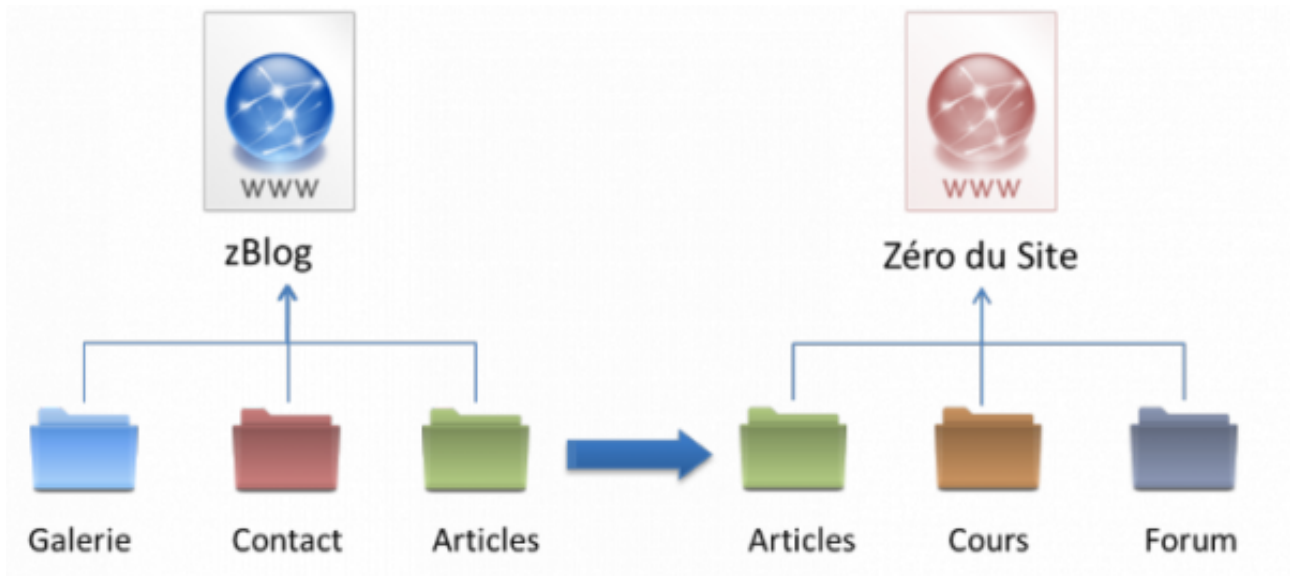 WWW
WWW
zBlog
Zéro du Site
Galerie
Contact
Articles
Articles
Cours
Forum